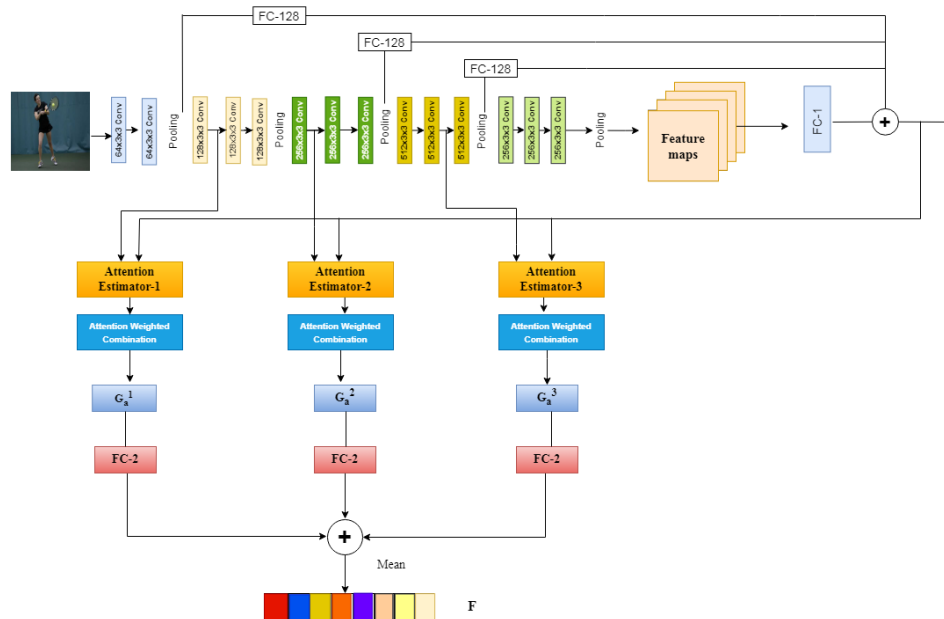 FC-128
FC-128
FC-128
64x3x3 Conv
64x3x3 Conv
Pooling
128x3x3 Conv
128x3x3 Conv
128x3x3 Conv
Pooling
256x3x3 Conv
256x3x3 Conv
256x3x3 Conv
Pooling
512x3x3 Conv
512x3x3 Conv
512x3x3 Conv
Pooling
256x3x3 Conv
256x3x3 Conv
256x3x3 Conv
Pooling
Feature
maps
FC-1
+
Attention
Estimator-1
Attention
Estimator-2
Attention
Estimator-3
Attention Weighted
Combination
Attention Weighted
Combination
Attention Weighted
Combination
Gₐ¹
Gₐ²
Gₐ³
FC-2
FC-2
FC-2
+
Mean
F